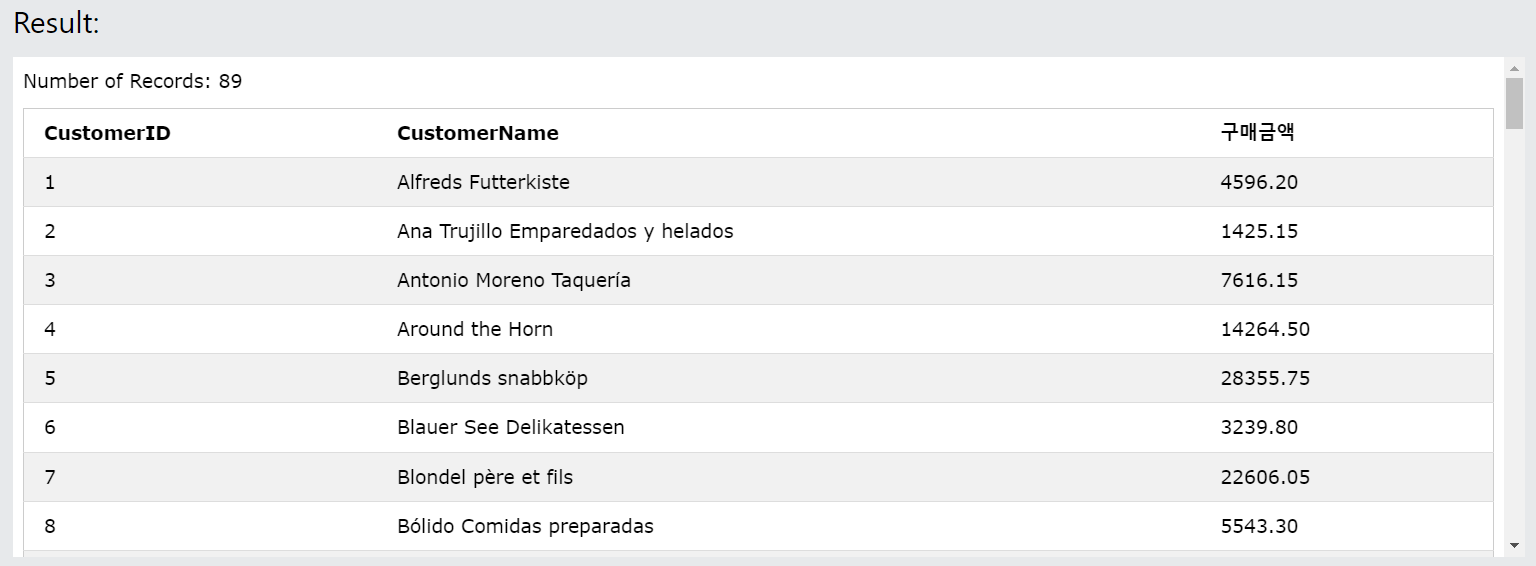 Result:
Number of Records: 89
CustomerID CustomerName 구매금액
1 Alfreds Futterkiste 4596.20
2 Ana Trujillo Emparedados y helados 1425.15
3 Antonio Moreno Taquería 7616.15
4 Around the Horn 14264.50
5 Berglunds snabbköp 28355.75
6 Blauer See Delikatessen 3239.80
7 Blondel père et fils 22606.05
8 Bólido Comidas preparadas 5543.30